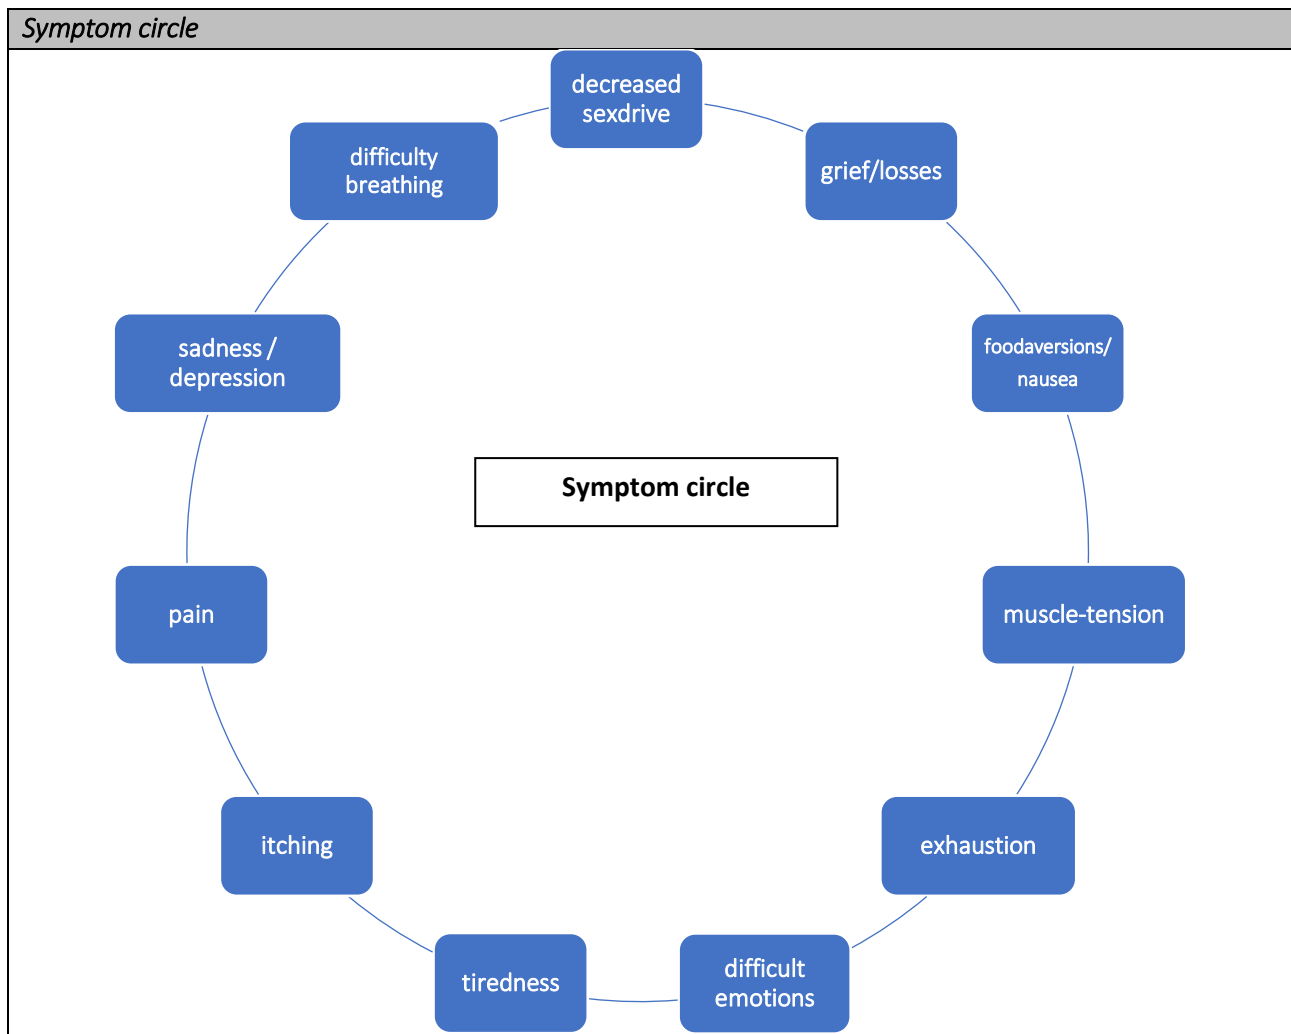 Symptom circle
decreased
sexdrive
grief/losses
foodaversions/
nausea
muscle-tension
exhaustion
difficult
emotions
tiredness
itching
pain
sadness /
depression
difficulty
breathing
Symptom circle